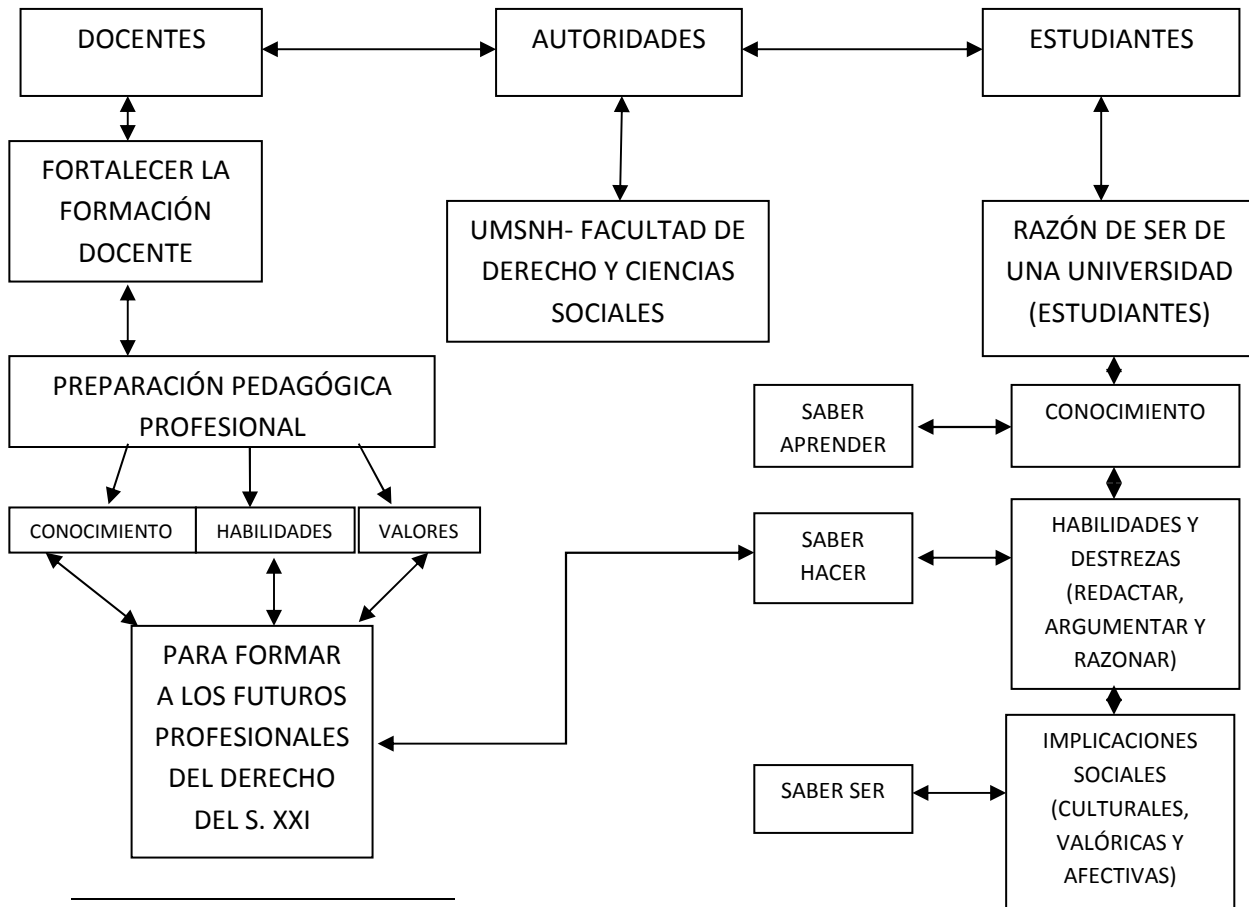 DOCENTES
AUTORIDADES
ESTUDIANTES
FORTALECER LA
FORMACIÓN
DOCENTE
UMSNH- FACULTAD DE
DERECHO Y CIENCIAS
SOCIALES
RAZÓN DE SER DE
UNA UNIVERSIDAD
(ESTUDIANTES)
PREPARACIÓN PEDAGÓGICA
PROFESIONAL
SABER
APRENDER
CONOCIMIENTO
CONOCIMIENTO
HABILIDADES
VALORES
SABER
HACER
HABILIDADES Y
DESTREZAS
(REDACTAR,
ARGUMENTAR Y
RAZONAR)
PARA FORMAR
A LOS FUTUROS
PROFESIONALES
DEL DERECHO
DEL S. XXI
SABER SER
IMPLICACIONES
SOCIALES
(CULTURALES,
VALÓRICAS Y
AFECTIVAS)